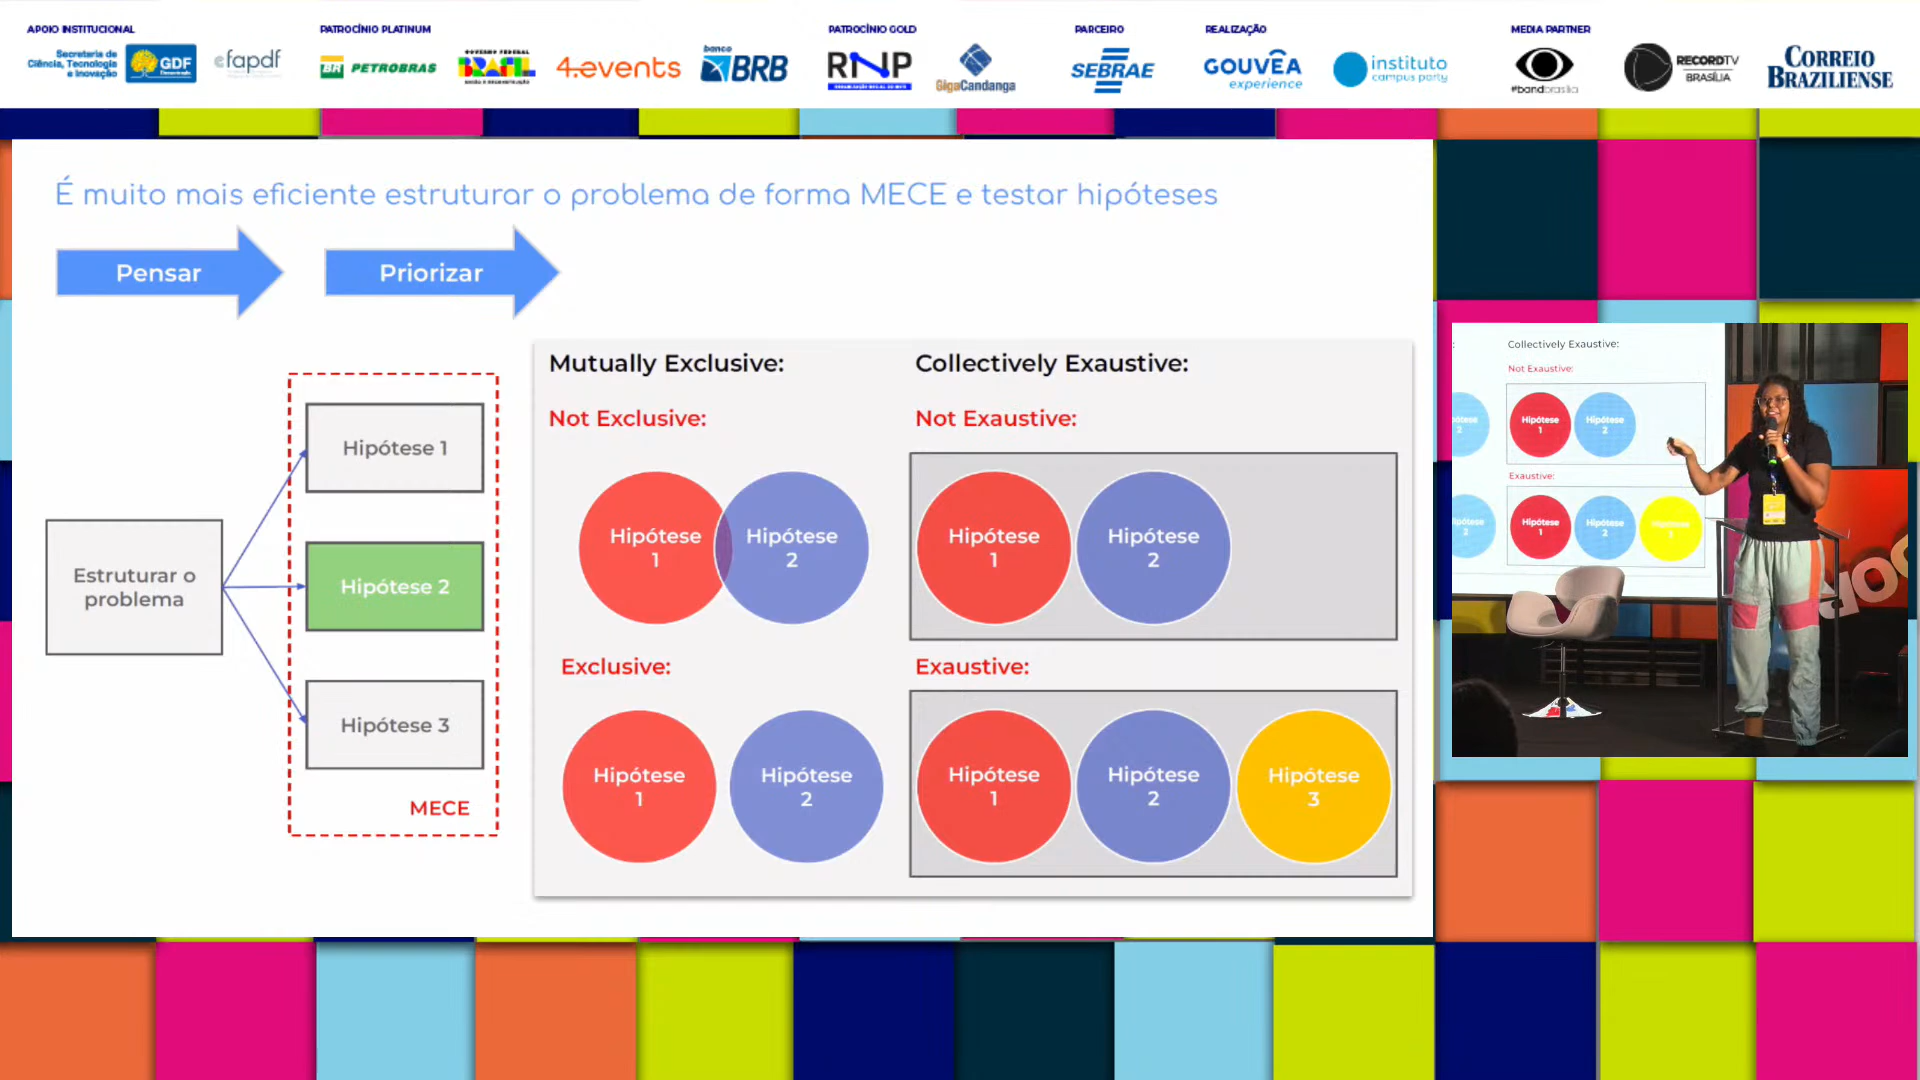 APOIO INSTITUCIONAL
PATROCÍNIO PLATINUM
PATROCÍNIO GOLD
PARCEIRO
REALIZAÇÃO
MEDIA PARTNER
Secretaria de
Ciência, Tecnologia
e Inovação
GDF
fapdf
BR PETROBRAS
GOVERNO FEDERAL
BRASIL
4.events
banco
BRB
RNP
GigaCandanga
SEBRAE
GOUVÊA
experience
instituto
campus party
#bandbrasília
RECORDTV
BRASÍLIA
CORREIO
BRAZILIENSE
É muito mais eficiente estruturar o problema de forma MECE e testar hipóteses
Pensar
Priorizar
Estruturar o
problema
Hipótese 1
Hipótese 2
Hipótese 3
MECE
Mutually Exclusive:
Not Exclusive:
Hipótese
1
Hipótese
2
Exclusive:
Hipótese
1
Hipótese
2
Collectively Exaustive:
Not Exaustive:
Hipótese
1
Hipótese
2
Exaustive:
Hipótese
1
Hipótese
2
Hipótese
3
Collectively Exaustive:
Not Exaustive:
Hipótese
1
Hipótese
2
Exaustive:
Hipótese
1
Hipótese
2